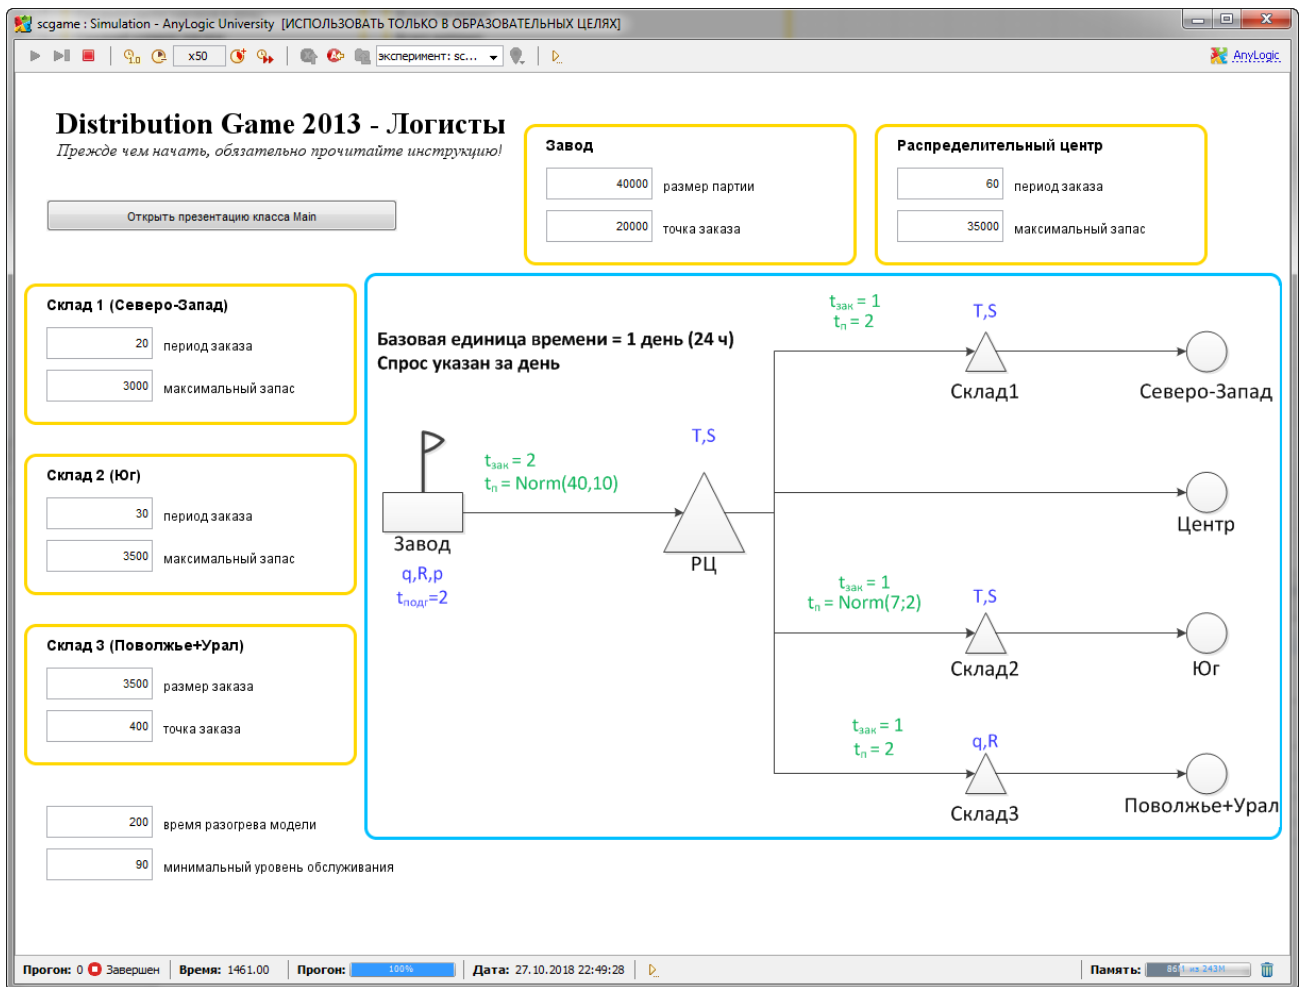 scgame : Simulation - AnyLogic University [ИСПОЛЬЗОВАТЬ ТОЛЬКО В ОБРАЗОВАТЕЛЬНЫХ ЦЕЛЯХ]
x50
эксперимент: sc...
AnyLogic
Distribution Game 2013 - Логисты
Прежде чем начать, обязательно прочитайте инструкцию!
Открыть презентацию класса Main
Завод
40000 размер партии
20000 точка заказа
Распределительный центр
60 период заказа
35000 максимальный запас
Склад 1 (Северо-Запад)
20 период заказа
3000 максимальный запас
Склад 2 (Юг)
30 период заказа
3500 максимальный запас
Склад 3 (Поволжье+Урал)
3500 размер заказа
400 точка заказа
200 время разогрева модели
90 минимальный уровень обслуживания
Базовая единица времени = 1 день (24 ч)
Спрос указан за день
tзак = 1
tп = 2
T,S
Склад1
Северо-Запад
tзак = 2
tп = Norm(40,10)
T,S
Завод
q,R,p
tподг=2
РЦ
Центр
tзак = 1
tп = Norm(7;2)
T,S
Склад2
Юг
tзак = 1
tп = 2
q,R
Склад3
Поволжье+Урал
Прогон: 0 Завершен Время: 1461.00 Прогон: 100% Дата: 27.10.2018 22:49:28 Память: 86M из 243M